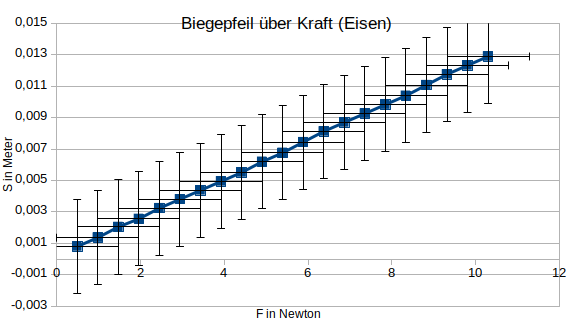 Biegepfeil über Kraft (Eisen)
0,015
0,013
0,011
0,009
0,007
0,005
0,003
0,001
-0,001
-0,003
S in Meter
0 2 4 6 8 10 12
F in Newton